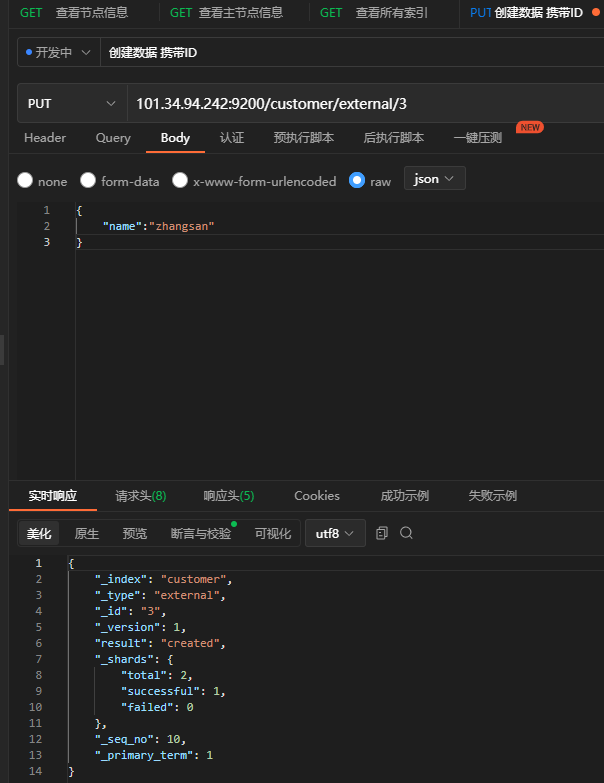 GET 查看节点信息 GET 查看主节点信息 GET 查看所有索引 PUT 创建数据 携带ID
开发中 创建数据 携带ID
PUT 101.34.94.242:9200/customer/external/3
Header Query Body 认证 预执行脚本 后执行脚本 一键压测 NEW
none form-data x-www-form-urlencoded raw json
1 {
2 "name":"zhangsan"
3 }
实时响应 请求头(8) 响应头(5) Cookies 成功示例 失败示例
美化 原生 预览 断言与校验 可视化 utf8
1 {
2 "_index": "customer",
3 "_type": "external",
4 "_id": "3",
5 "_version": 1,
6 "result": "created",
7 "_shards": {
8 "total": 2,
9 "successful": 1,
10 "failed": 0
11 },
12 "_seq_no": 10,
13 "_primary_term": 1
14 }